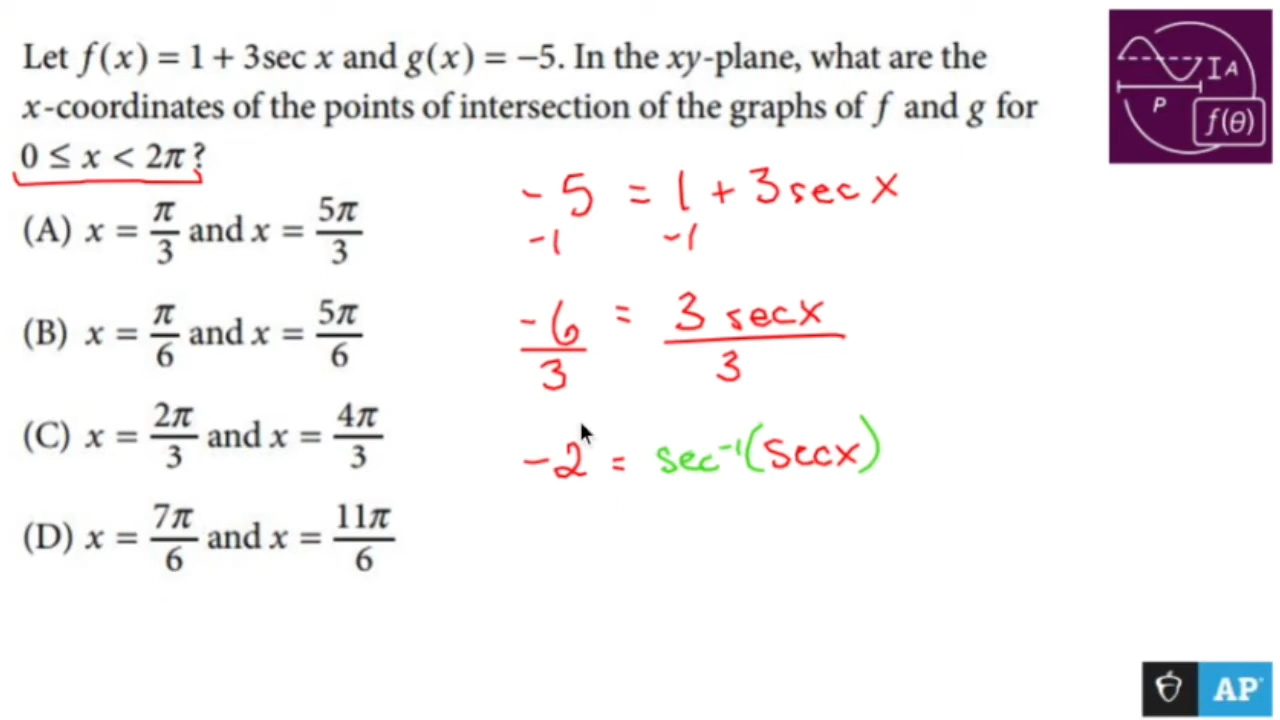 Let f(x) = 1 + 3sec x and g(x) = −5. In the xy-plane, what are the
x-coordinates of the points of intersection of the graphs of f and g for
0 ≤ x < 2π?
(A) x = π/3 and x = 5π/3
(B) x = π/6 and x = 5π/6
(C) x = 2π/3 and x = 4π/3
(D) x = 7π/6 and x = 11π/6
-5 = 1 + 3 sec x
-1 -1
-6/3 = 3 sec x/3
-2 = sec⁻¹(sec x)
A
P
f(θ)
AP